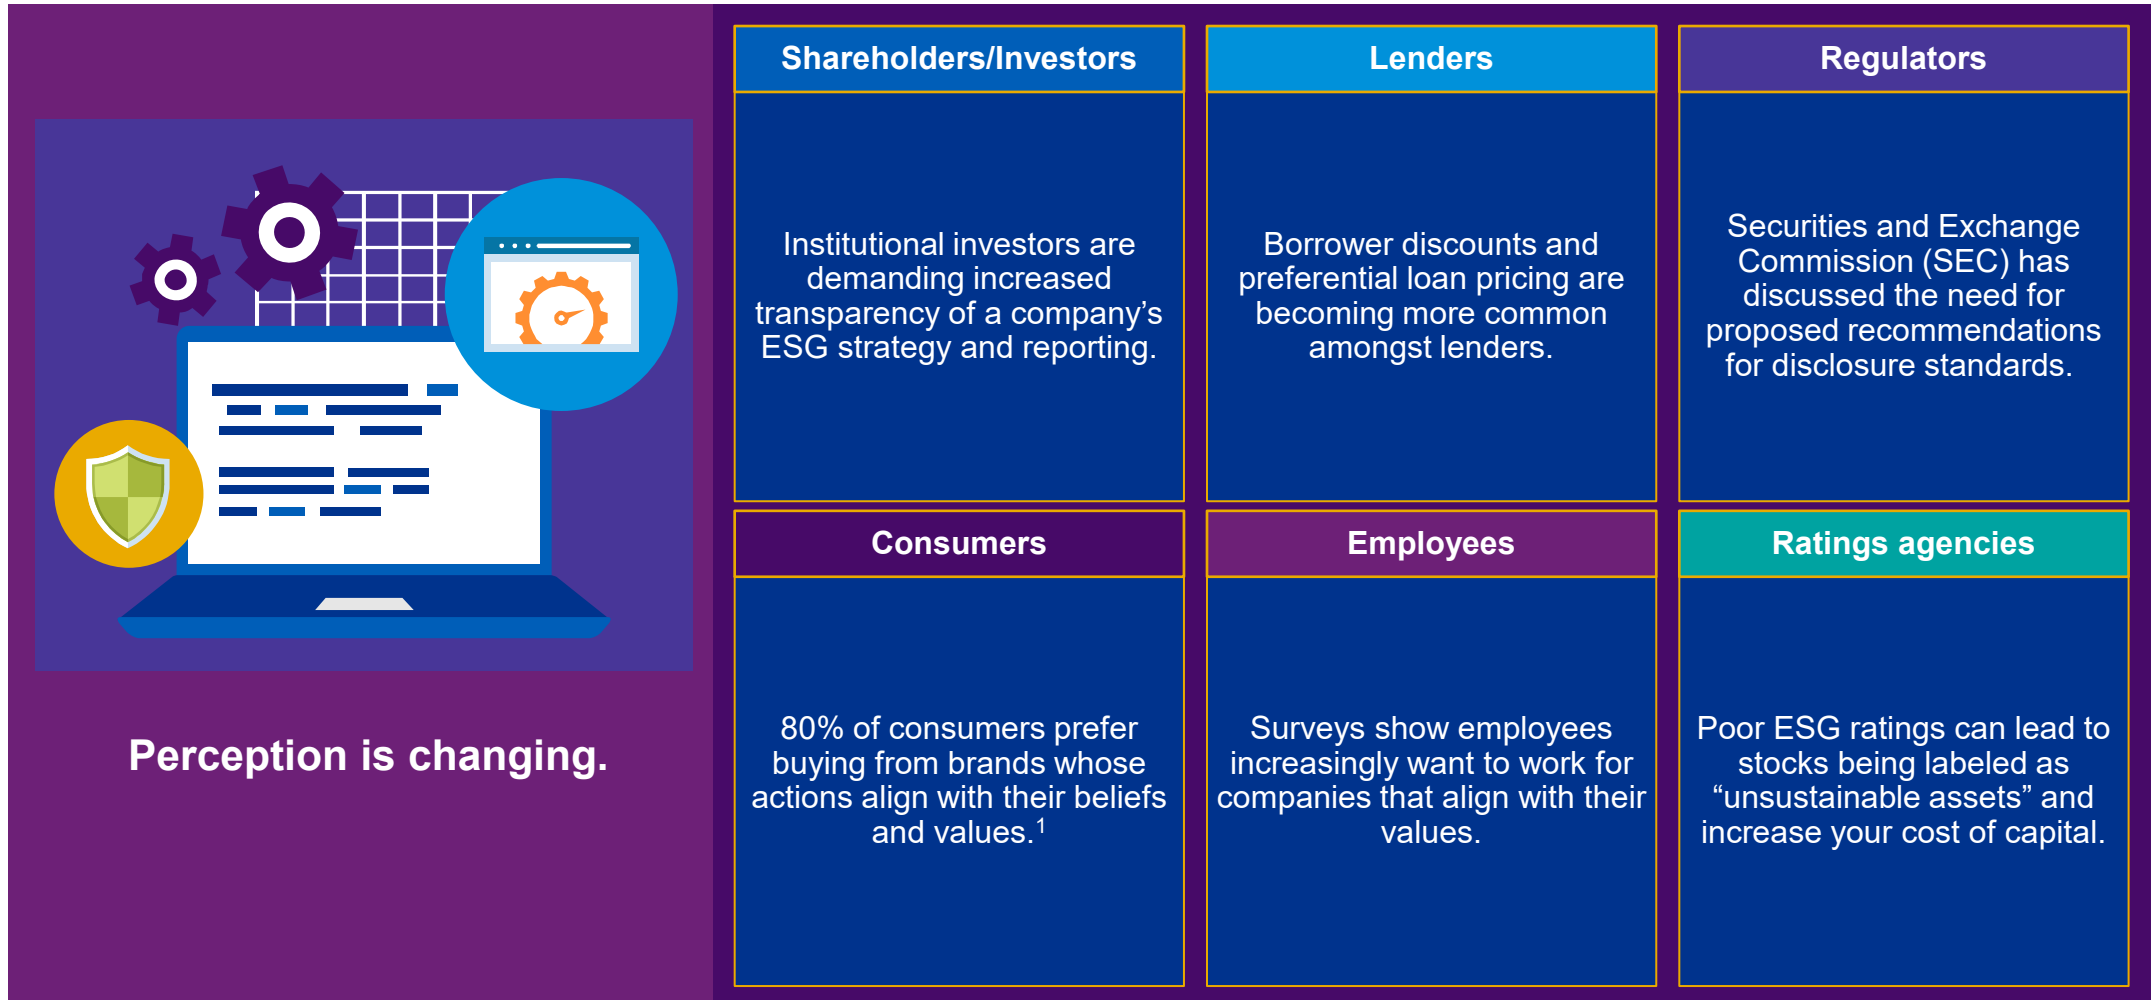 Perception is changing.
Shareholders/Investors
Institutional investors are
demanding increased
transparency of a company’s
ESG strategy and reporting.
Lenders
Borrower discounts and
preferential loan pricing are
becoming more common
amongst lenders.
Regulators
Securities and Exchange
Commission (SEC) has
discussed the need for
proposed recommendations
for disclosure standards.
Consumers
80% of consumers prefer
buying from brands whose
actions align with their beliefs
and values.¹
Employees
Surveys show employees
increasingly want to work for
companies that align with their
values.
Ratings agencies
Poor ESG ratings can lead to
stocks being labeled as
“unsustainable assets” and
increase your cost of capital.